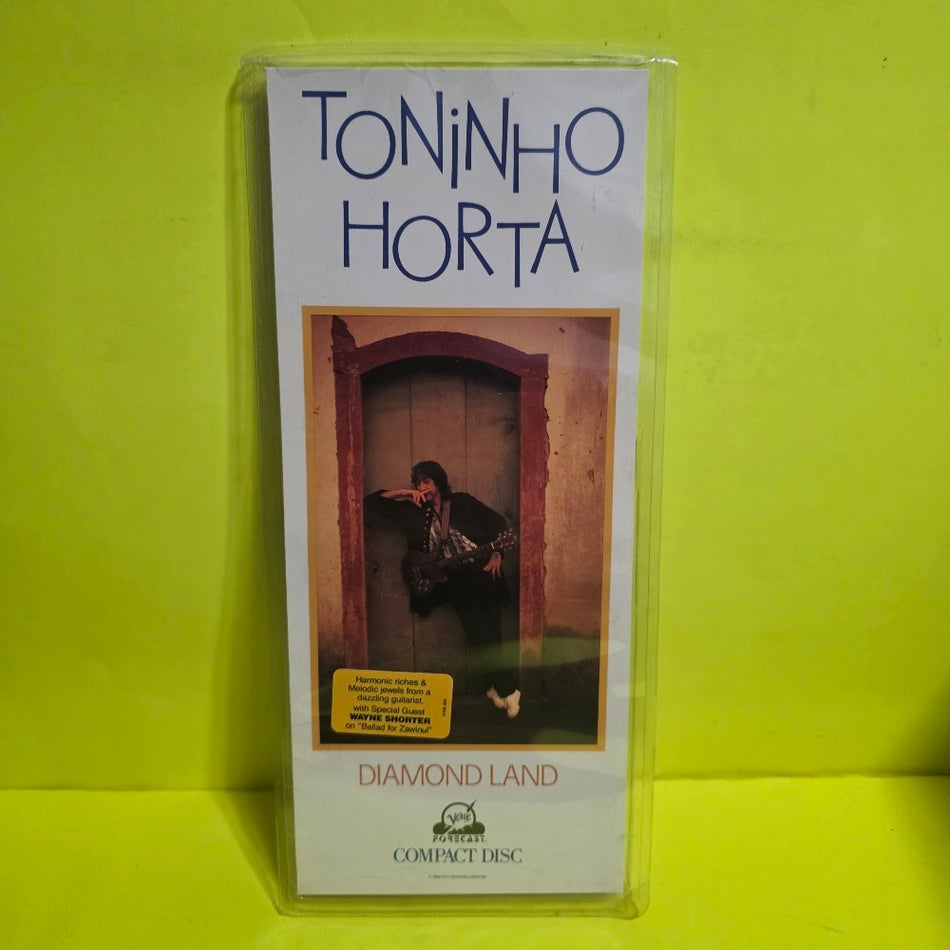 TONiNHO
HORTA
Harmonic riches &
Melodic jewels from a
dazzling guitarist.
with Special Guest
WAYNE SHORTER
on "Ballad for Zawinul"
DIAMOND LAND
Verve
FORECAST
COMPACT DISC